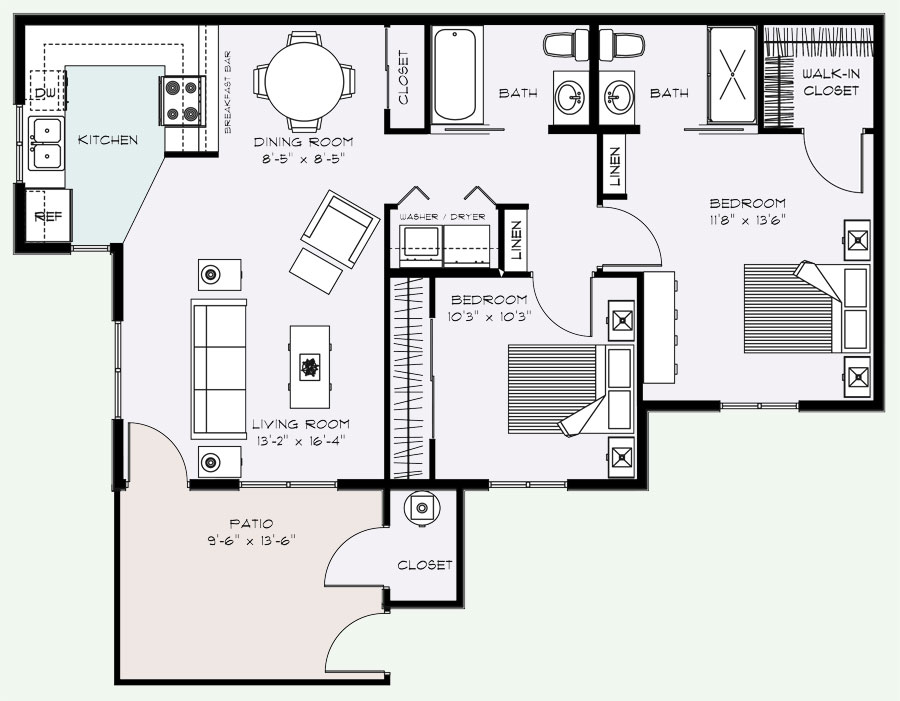 DW
KITCHEN
REF
BREAKFAST BAR
DINING ROOM
8'-5" x 8'-5"
CLOSET
BATH
BATH
WALK-IN
CLOSET
LINEN
BEDROOM
11'8" x 13'6"
WASHER / DRYER
LINEN
BEDROOM
10'3" x 10'3"
LIVING ROOM
13'-2" x 16'-4"
PATIO
9'-6" x 13'-6"
CLOSET